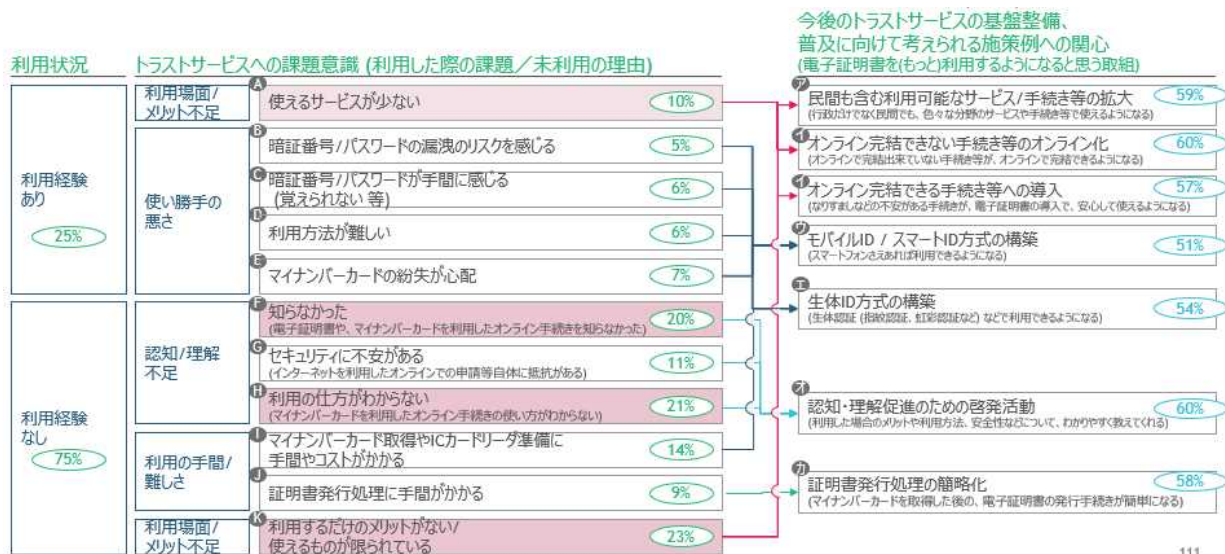 今後のトラストサービスの基盤整備、
普及に向けて考えられる施策例への関心
(電子証明書を(もっと)利用するようになると思う取組)
利用状況
トラストサービスへの課題意識 (利用した際の課題/未利用の理由)
利用経験
あり
25%
利用場面/
メリット不足
A
使えるサービスが少ない
10%
使い勝手の
悪さ
B
暗証番号/パスワードの漏洩のリスクを感じる
5%
C
暗証番号/パスワードが手間に感じる
(覚えられない 等)
6%
D
利用方法が難しい
6%
E
マイナンバーカードの紛失が心配
7%
利用経験
なし
75%
認知/理解
不足
F
知らなかった
(電子証明書や、マイナンバーカードを利用したオンライン手続きを知らなかった)
20%
G
セキュリティに不安がある
(インターネットを利用したオンラインでの申請等自体に抵抗がある)
11%
H
利用の仕方がわからない
(マイナンバーカードを利用したオンライン手続きの使い方がわからない)
21%
利用の手間/
難しさ
I
マイナンバーカード取得やICカードリーダ準備に
手間やコストがかかる
14%
J
証明書発行処理に手間がかかる
9%
利用場面/
メリット不足
K
利用するだけのメリットがない/
使えるものが限られている
23%
ア
民間も含む利用可能なサービス/手続き等の拡大
(行政だけでなく民間でも、色々な分野のサービスや手続き等で使えるようになる)
59%
イ
オンライン完結できない手続き等のオンライン化
(オンラインで完結出来ていない手続き等が、オンラインで完結できるようになる)
60%
イ
オンライン完結できる手続き等への導入
(なりすましなどの不安がある手続きが、電子証明書の導入で、安心して使えるようになる)
57%
ウ
モバイルID / スマートID方式の構築
(スマートフォンさえあれば利用できるようになる)
51%
エ
生体ID方式の構築
(生体認証 (指紋認証、虹彩認証など) などで利用できるようになる)
54%
オ
認知・理解促進のための啓発活動
(利用した場合のメリットや利用方法、安全性などについて、わかりやすく教えてくれる)
60%
カ
証明書発行処理の簡略化
(マイナンバーカードを取得した後の、電子証明書の発行手続きが簡単になる)
58%
111